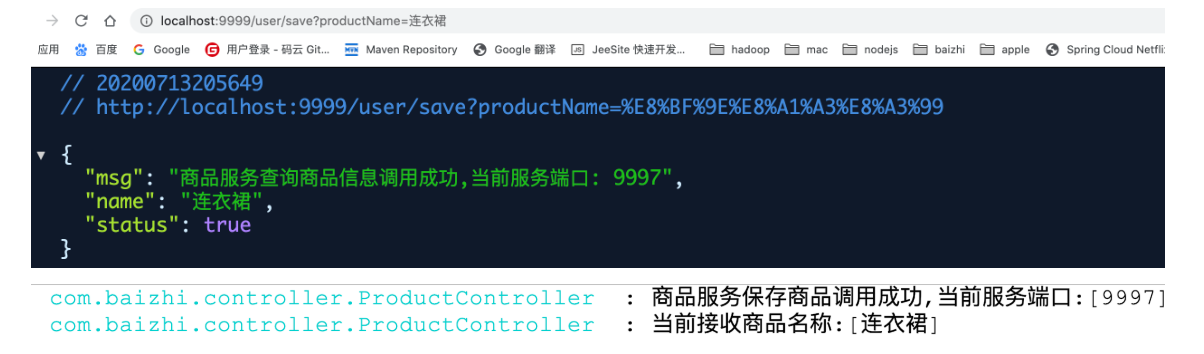 localhost:9999/user/save?productName=连衣裙
应用 百度 Google 用户登录 - 码云 Git... Maven Repository Google 翻译 JeeSite 快速开发... hadoop mac nodejs baizhi apple Spring Cloud Netfli
// 20200713205649
// http://localhost:9999/user/save?productName=%E8%BF%9E%E8%A1%A3%E8%A3%99
{
"msg": "商品服务查询商品信息调用成功,当前服务端口: 9997",
"name": "连衣裙",
"status": true
}
com.baizhi.controller.ProductController : 商品服务保存商品调用成功,当前服务端口:[9997]
com.baizhi.controller.ProductController : 当前接收商品名称:[连衣裙]